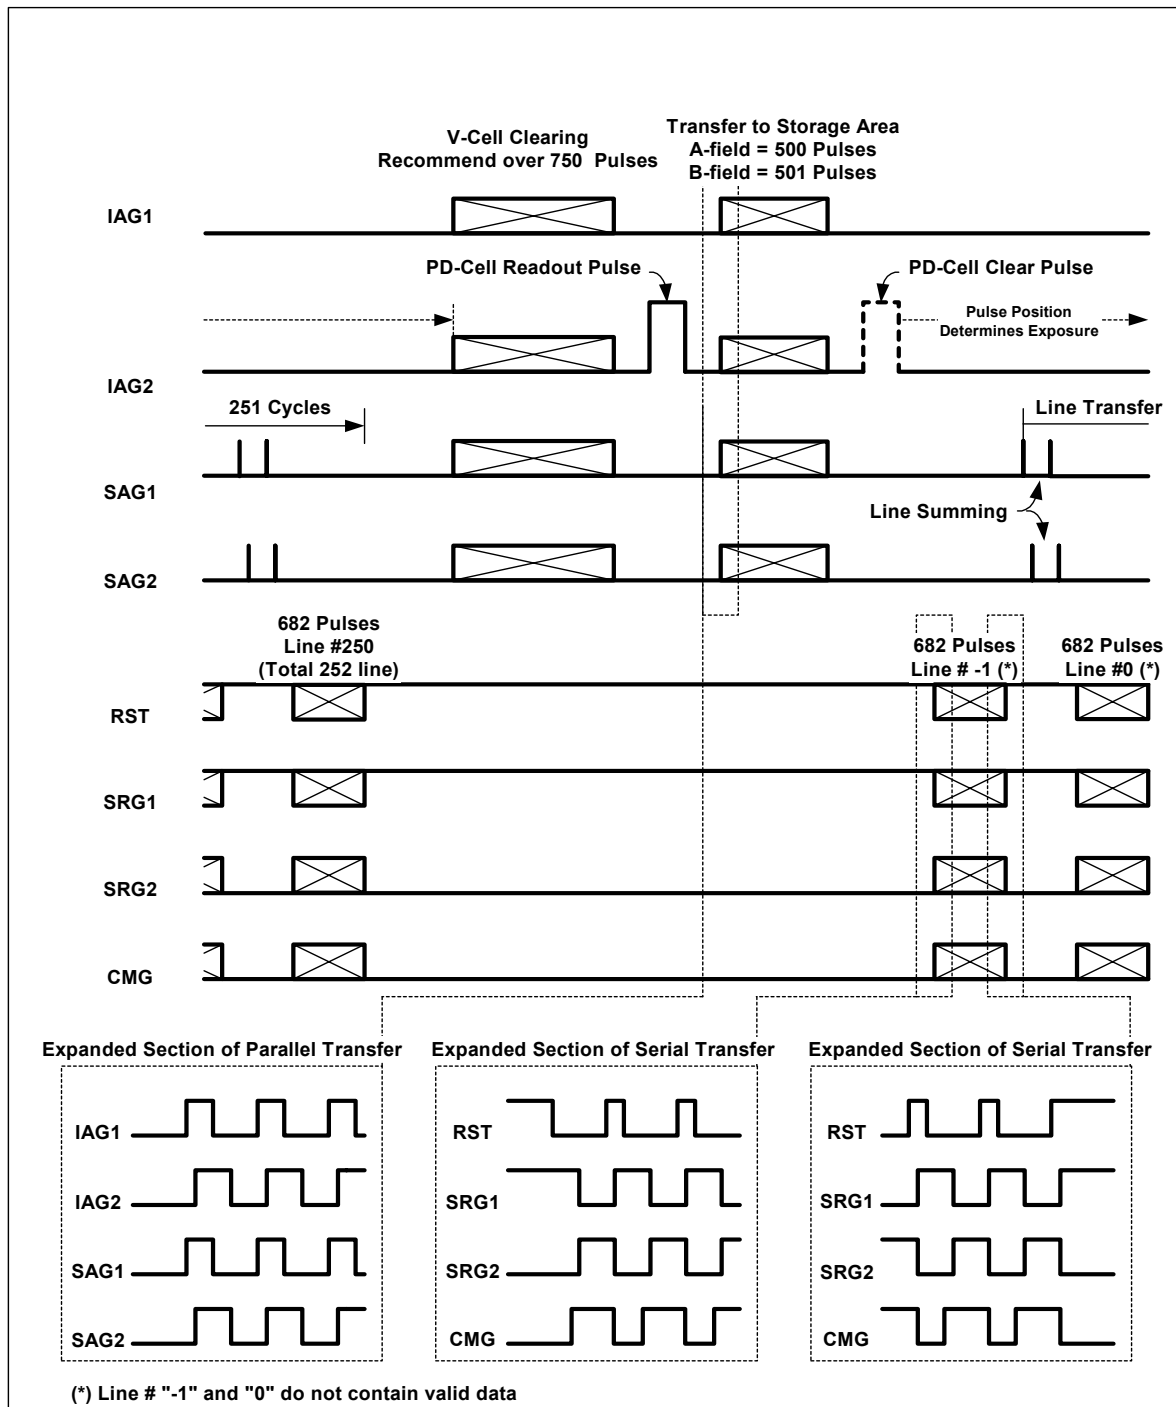 V-Cell Clearing
Recommend over 750 Pulses
Transfer to Storage Area
A-field = 500 Pulses
B-field = 501 Pulses
IAG1
PD-Cell Readout Pulse
PD-Cell Clear Pulse
Pulse Position
Determines Exposure
IAG2
251 Cycles
Line Transfer
SAG1
Line Summing
SAG2
682 Pulses
Line #250
(Total 252 line)
682 Pulses
Line # -1 (*)
682 Pulses
Line #0 (*)
RST
SRG1
SRG2
CMG
Expanded Section of Parallel Transfer
IAG1
IAG2
SAG1
SAG2
Expanded Section of Serial Transfer
RST
SRG1
SRG2
CMG
Expanded Section of Serial Transfer
RST
SRG1
SRG2
CMG
(*) Line # "-1" and "0" do not contain valid data